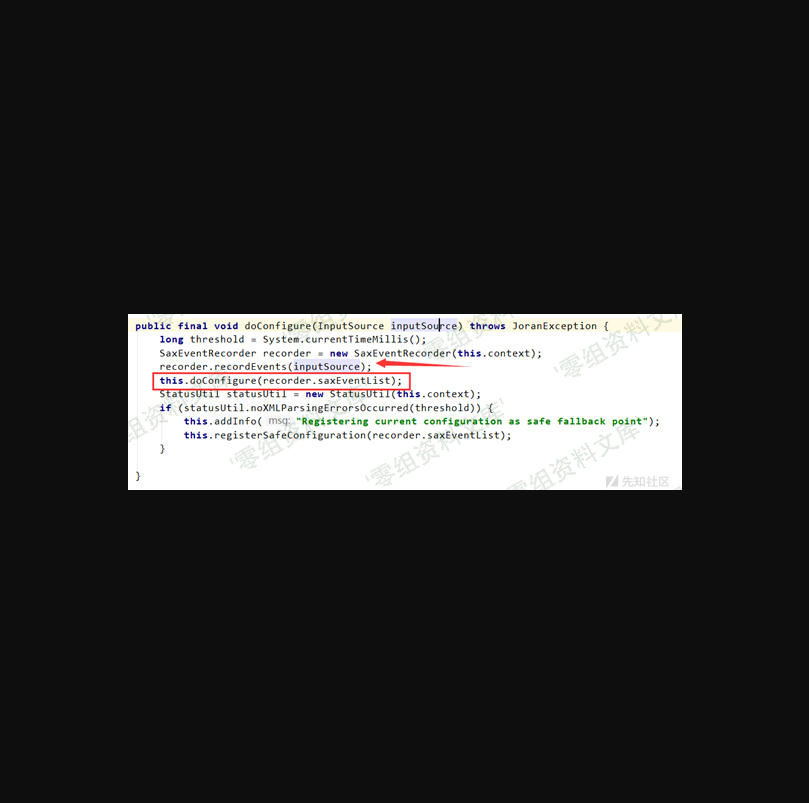 public final void doConfigure(InputSource inputSource) throws JoranException {
long threshold = System.currentTimeMillis();
SaxEventRecorder recorder = new SaxEventRecorder(this.context);
recorder.recordEvents(inputSource);
this.doConfigure(recorder.saxEventList);
StatusUtil statusUtil = new StatusUtil(this.context);
if (statusUtil.noXMLParsingErrorsOccurred(threshold)) {
this.addInfo( msg: "Registering current configuration as safe fallback point");
this.registerSafeConfiguration(recorder.saxEventList);
}
}
'零组资料文库'
先知社区